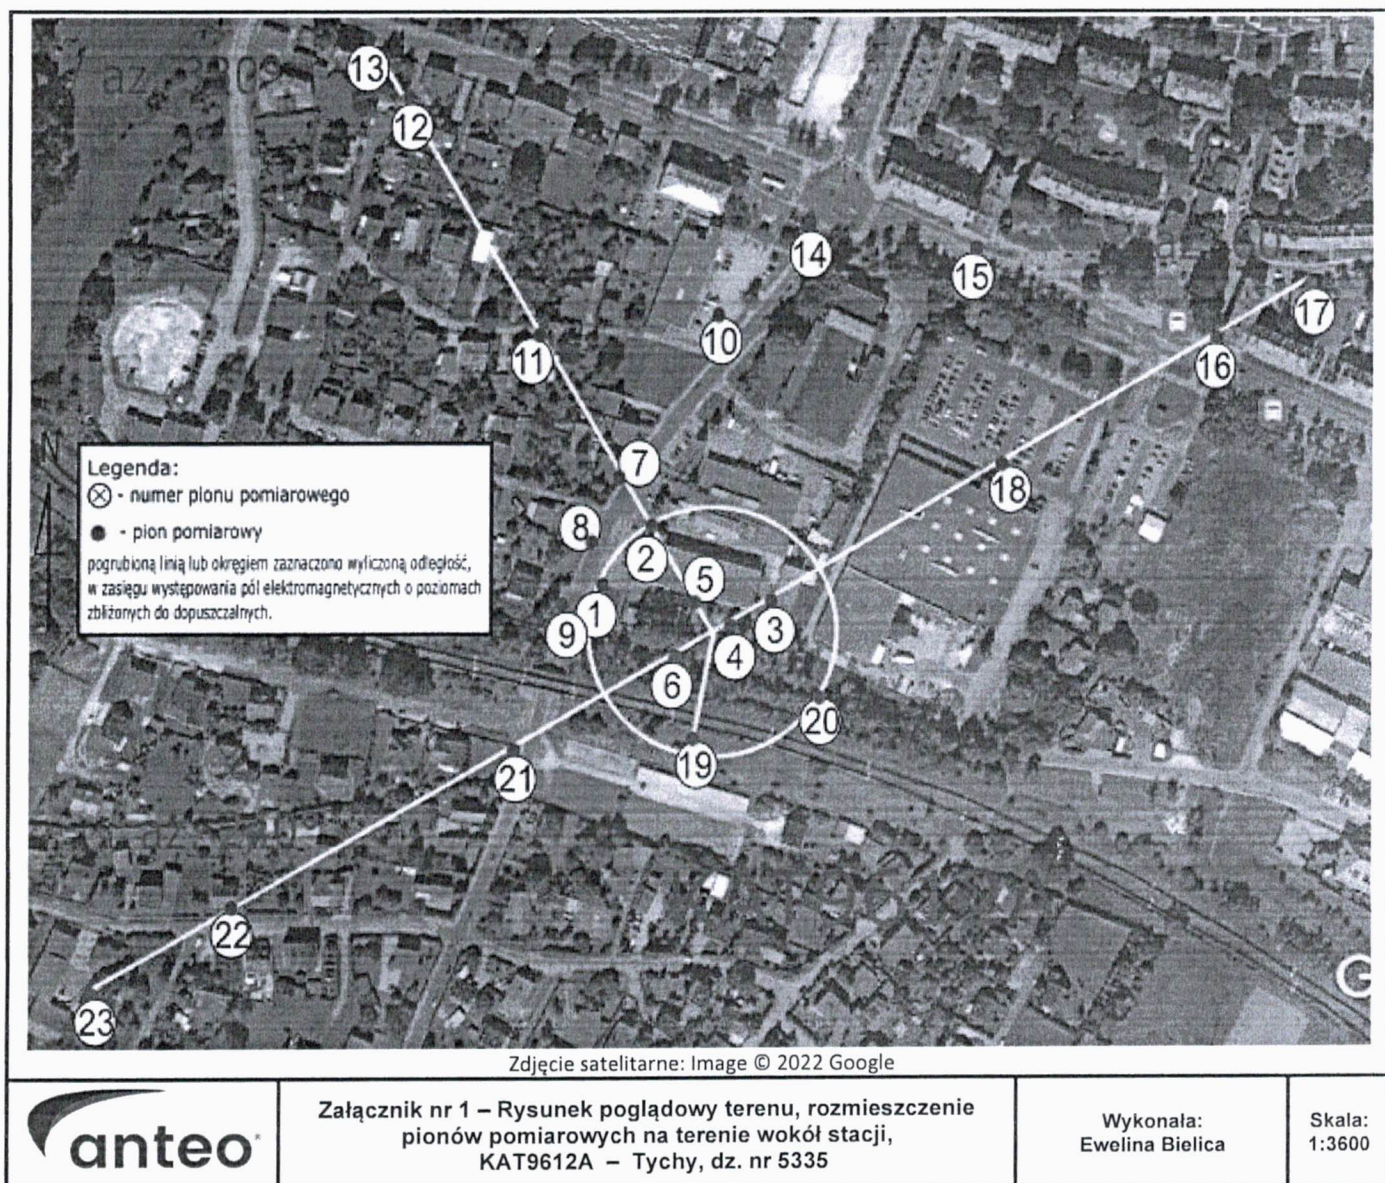 13
12
14
15
17
10
11
16
7
18
Legenda:
- numer pionu pomiarowego
- pion pomiarowy
pogrubioną linią lub okręgiem zaznaczono wyliczoną odległość,
w zasięgu występowania pól elektromagnetycznych o poziomach
zbliżonych do dopuszczalnych.
N
8
2
5
1
3
9
4
6
20
19
21
22
23
G
Zdjęcie satelitarne: Image © 2022 Google
anteo
Załącznik nr 1 – Rysunek poglądowy terenu, rozmieszczenie
pionów pomiarowych na terenie wokół stacji,
KAT9612A – Tychy, dz. nr 5335
Wykonała:
Ewelina Bielica
Skala:
1:3600